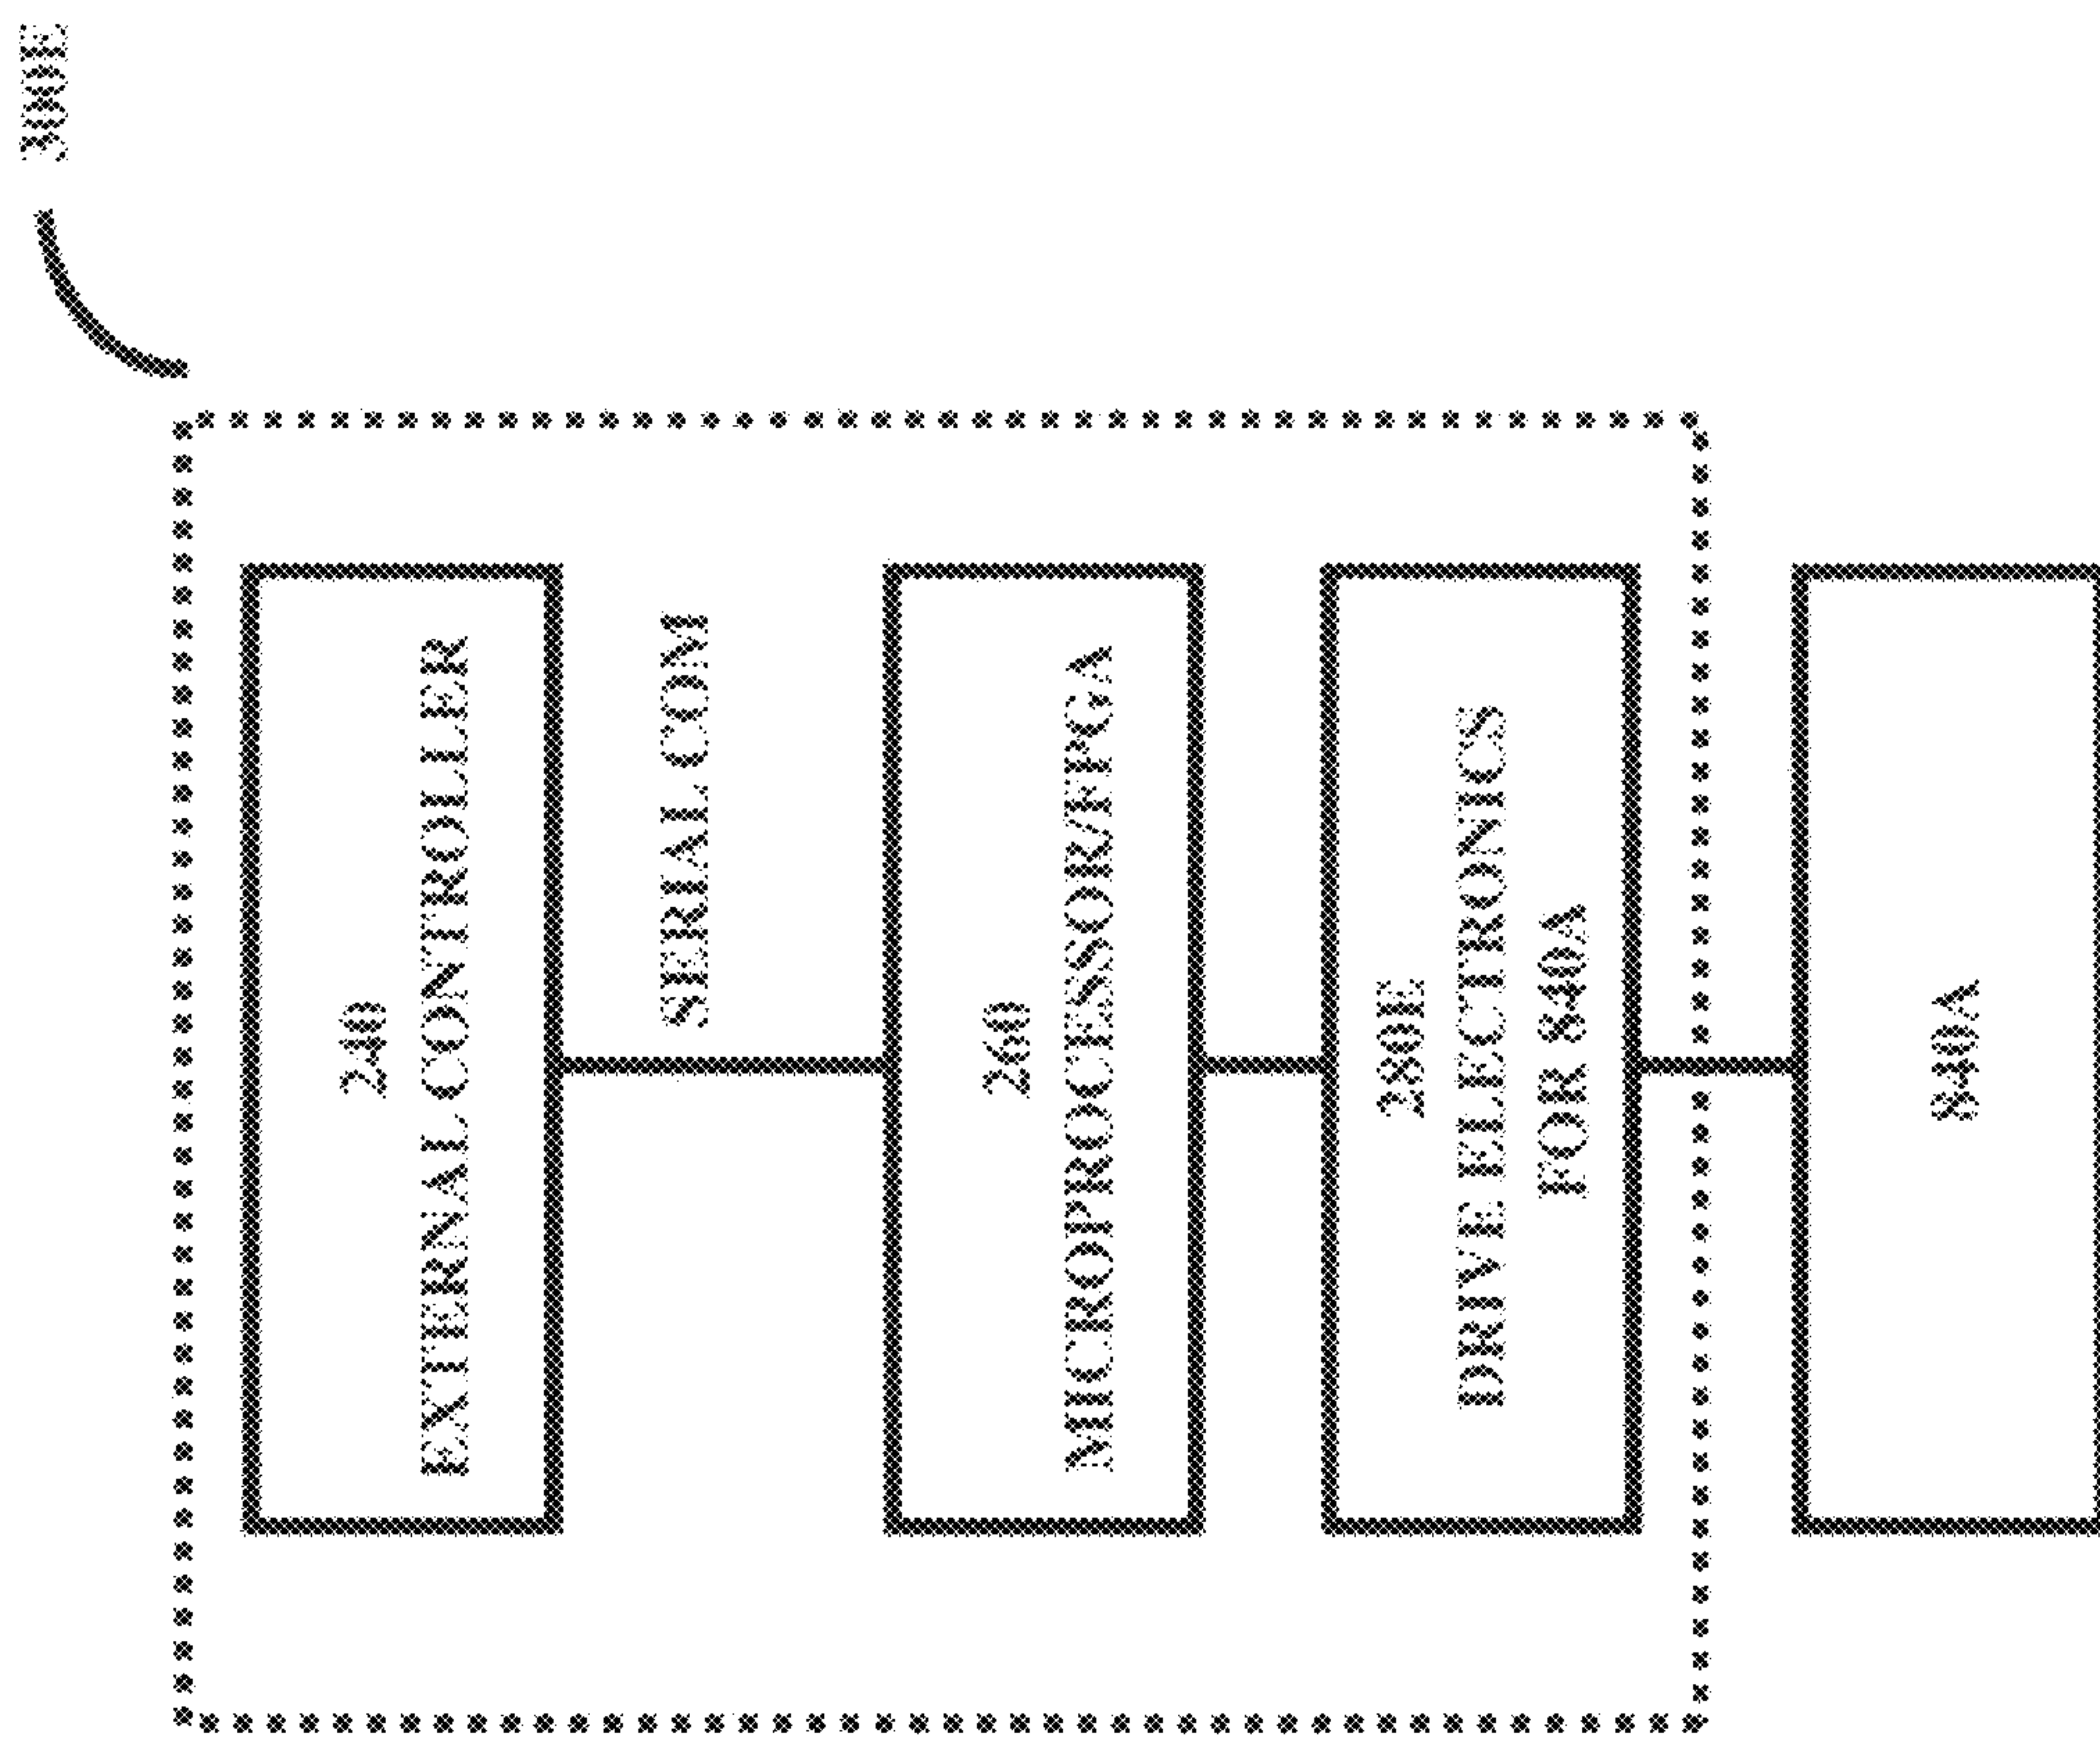 300E
240
EXTERNAL CONTROLLER
SERIAL COM
260
MICROPROCESSOR/FPGA
280E
DRIVE ELECTRONICS
FOR 840A
840A